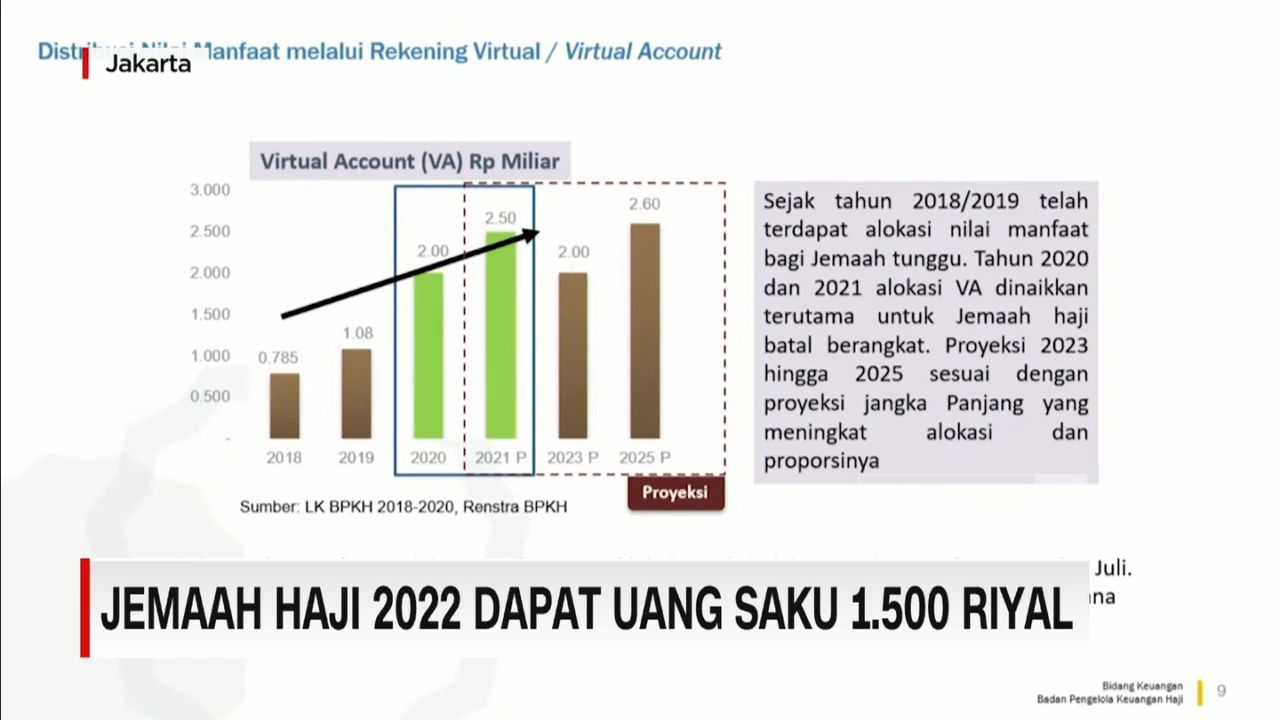 Manfaat melalui Rekening Virtual / Virtual Account
Jakarta
Virtual Account (VA) Rp Miliar
3.000
2.500
2.000
1.500
1.000
0.500
-
0.785
1.08
2.00
2.50
2.00
2.60
2018
2019
2020
2021 P
2023 P
2025 P
Proyeksi
Sumber: LK BPKH 2018-2020, Renstra BPKH
Sejak tahun 2018/2019 telah
terdapat alokasi nilai manfaat
bagi Jemaah tunggu. Tahun 2020
dan 2021 alokasi VA dinaikkan
terutama untuk Jemaah haji
batal berangkat. Proyeksi 2023
hingga 2025 sesuai dengan
proyeksi jangka Panjang yang
meningkat alokasi dan
proporsinya
Juli.
JEMAAH HAJI 2022 DAPAT UANG SAKU 1.500 RIYAL
Bidang Keuangan
Badan Pengelola Keuangan Haji
9